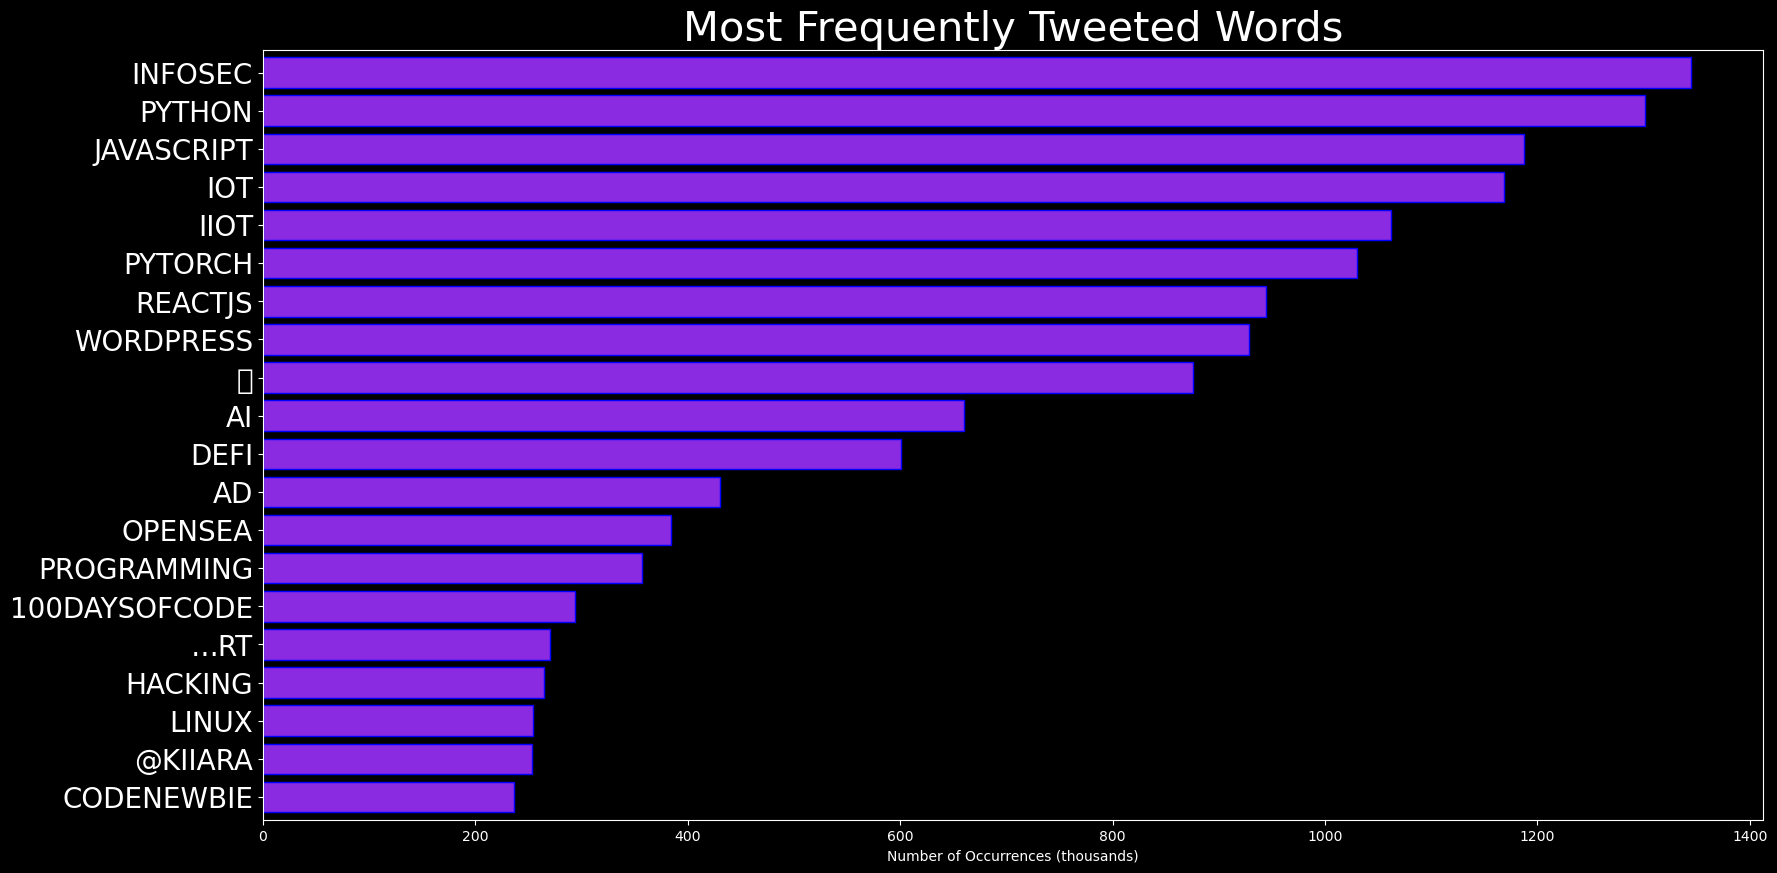 Most Frequently Tweeted Words
INFOSEC
PYTHON
JAVASCRIPT
IOT
IIOT
PYTORCH
REACTJS
WORDPRESS
AI
DEFI
AD
OPENSEA
PROGRAMMING
100DAYSOFCODE
...RT
HACKING
LINUX
@KIIARA
CODENEWBIE
0 200 400 600 800 1000 1200 1400
Number of Occurrences (thousands)